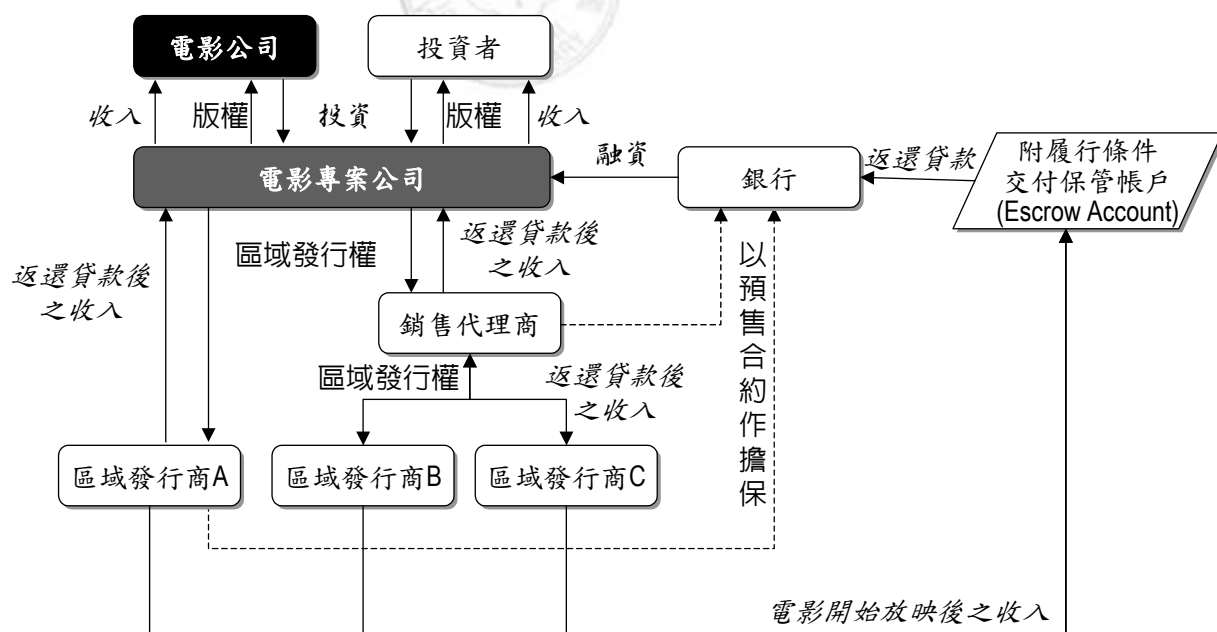 電影公司
投資者
收入
版權
投資
版權
收入
電影專案公司
融資
銀行
返還貸款
附履行條件
交付保管帳戶
(Escrow Account)
返還貸款後
之收入
區域發行權
返還貸款後
之收入
以預售合約作擔保
銷售代理商
區域發行權
返還貸款後
之收入
區域發行商A
區域發行商B
區域發行商C
電影開始放映後之收入